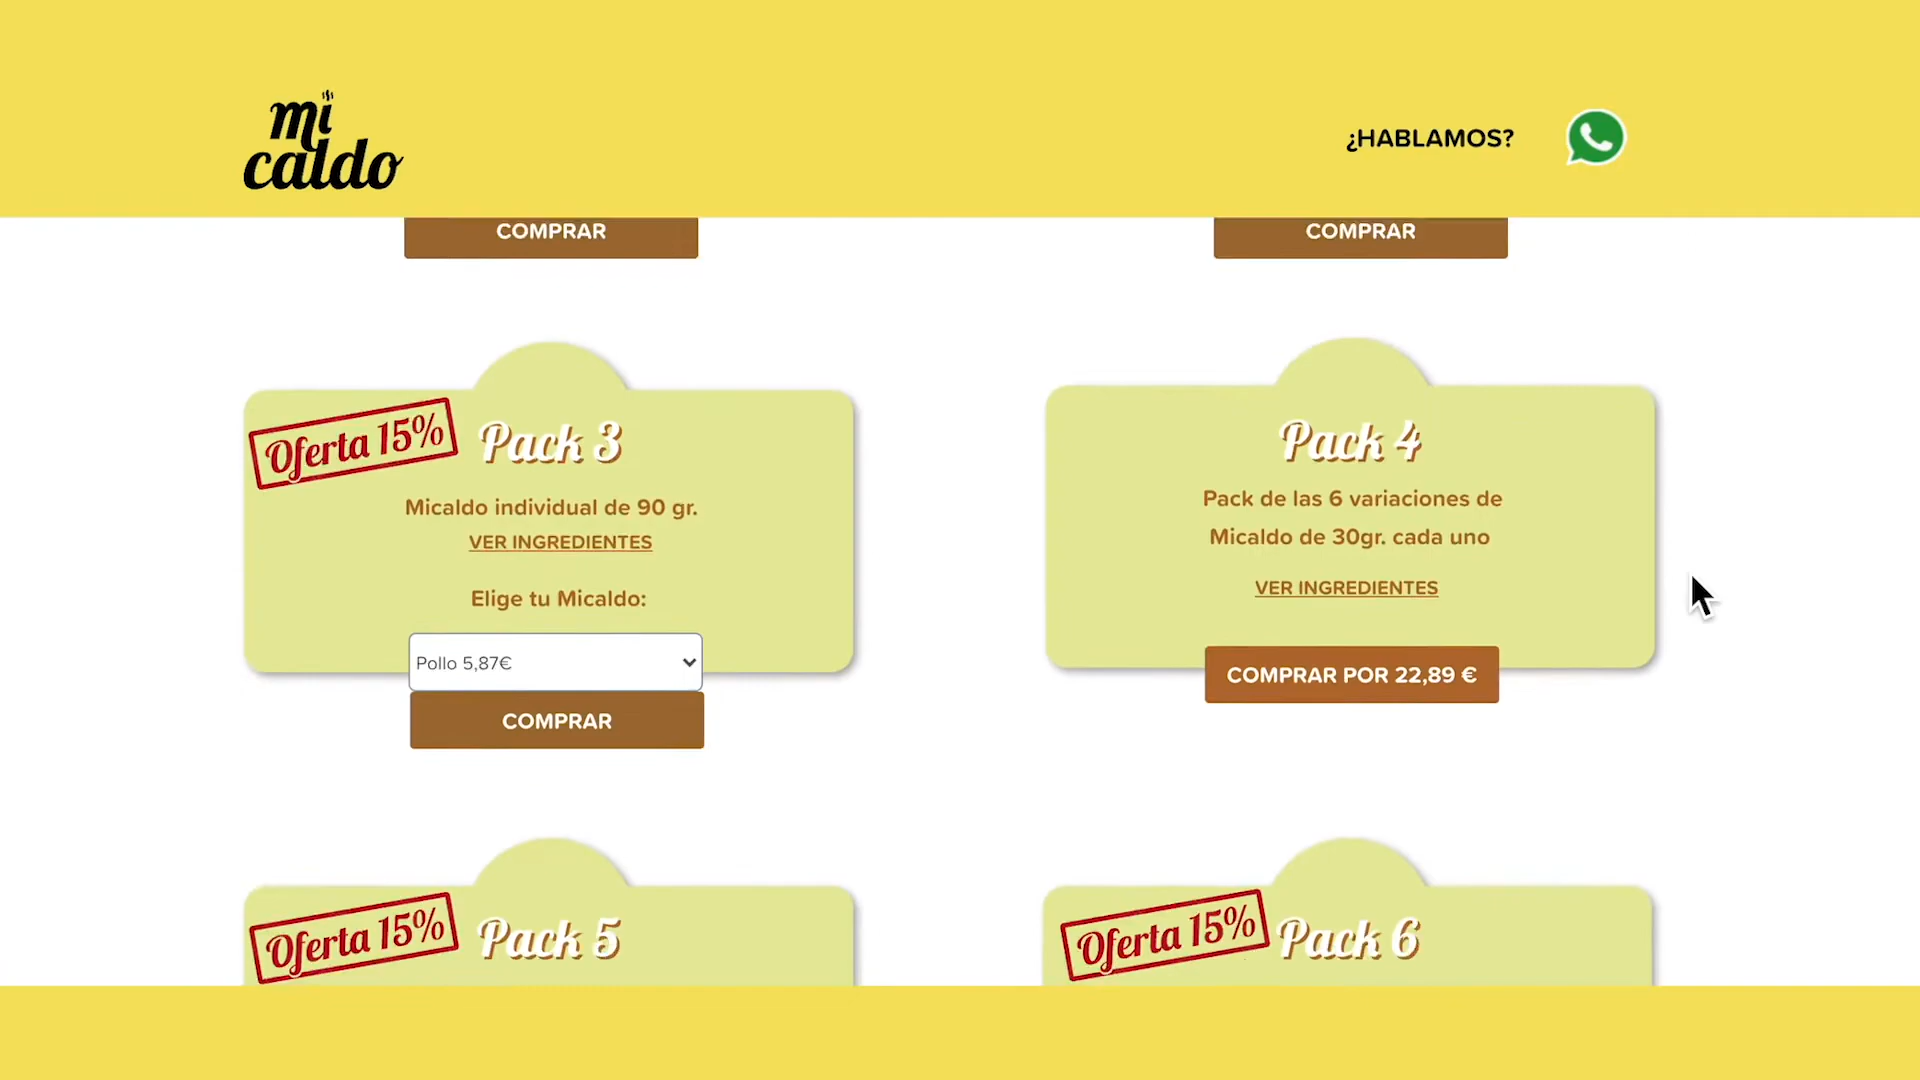 mi
caldo
¿HABLAMOS?
COMPRAR
COMPRAR
Oferta 15%
Pack 3
Micaldo individual de 90 gr.
VER INGREDIENTES
Elige tu Micaldo:
Pollo 5,87€
COMPRAR
Pack 4
Pack de las 6 variaciones de
Micaldo de 30gr. cada uno
VER INGREDIENTES
COMPRAR POR 22,89 €
Oferta 15%
Pack 5
Oferta 15%
Pack 6